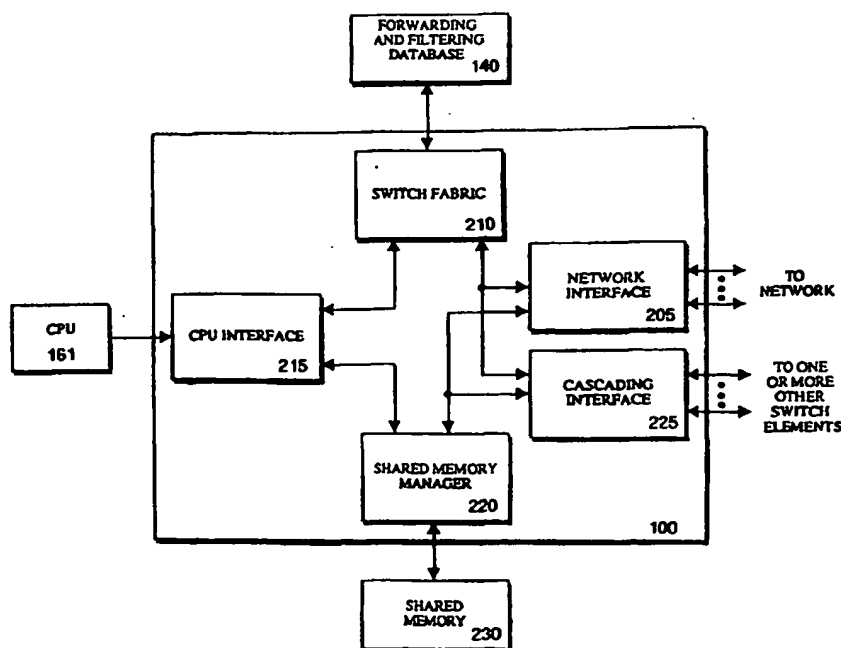 FORWARDING
AND FILTERING
DATABASE
140
SWITCH FABRIC
210
NETWORK
INTERFACE
205
TO
NETWORK
CPU
161
CPU INTERFACE
215
CASCADING
INTERFACE
225
TO ONE
OR MORE
OTHER
SWITCH
ELEMENTS
SHARED MEMORY
MANAGER
220
100
SHARED
MEMORY
230